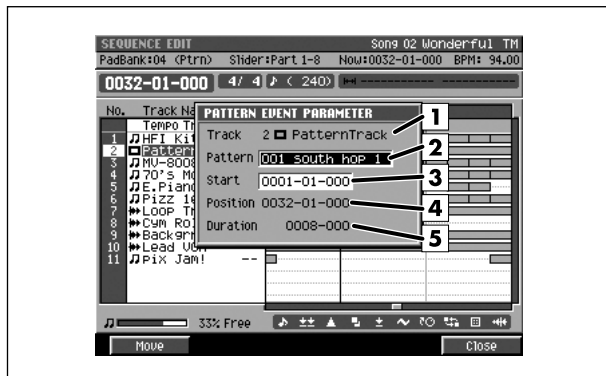 SEQUENCE EDIT Song 02 Wonderful TM
PadBank:04 (Ptrn) Slider:Part 1-8 Now:0032-01-000 BPM: 94.00
0032-01-000 4/ 4 ♪ ( 240)
No. Track Na
Tempo Tr
PATTERN EVENT PARAMETER
1 HFI Kit
Track 2 PatternTrack 1
2 Pattern
Pattern 001 south hop 1 2
3 MV-8008
4 70's Mo
Start 0001-01-000 3
5 E.Piano
6 Pizz 1e
Position 0032-01-000 4
7 Loop Tr
8 Cym Rol
Duration 0008-000 5
9 Backgrn
10 Lead Vox
11 Pix Jam! --
33% Free
Move Close